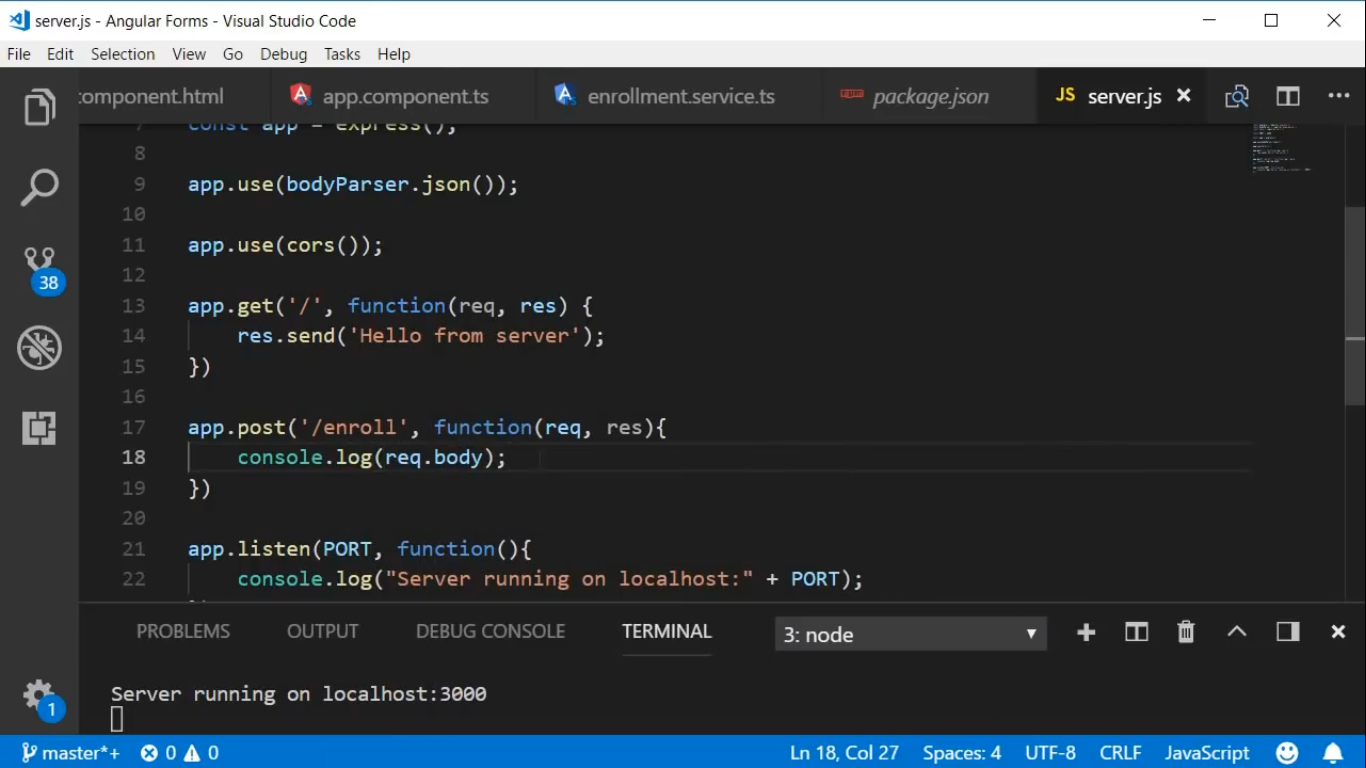 server.js - Angular Forms - Visual Studio Code
File Edit Selection View Go Debug Tasks Help
component.html app.component.ts enrollment.service.ts package.json JS server.js
7 const app = express();
8
9 app.use(bodyParser.json());
10
11 app.use(cors());
12
13 app.get('/', function(req, res) {
14 res.send('Hello from server');
15 })
16
17 app.post('/enroll', function(req, res){
18 console.log(req.body);
19 })
20
21 app.listen(PORT, function(){
22 console.log("Server running on localhost:" + PORT);
38
PROBLEMS OUTPUT DEBUG CONSOLE TERMINAL 3: node
Server running on localhost:3000
1
master*+ 0 0 Ln 18, Col 27 Spaces: 4 UTF-8 CRLF JavaScript